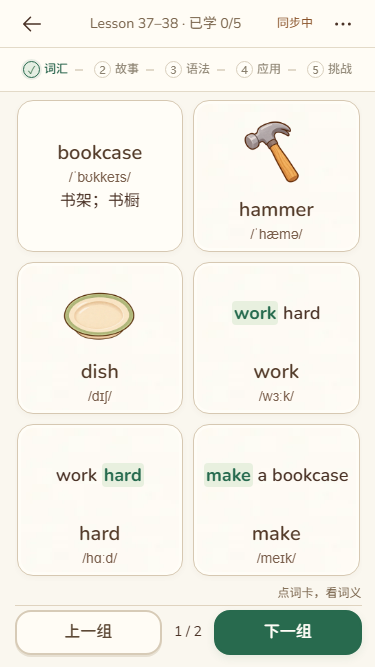 Lesson 37–38 · 已学 0/5
同步中
词汇
2 故事
3 语法
4 应用
5 挑战
bookcase
/ˈbʊkkeɪs/
书架；书橱
hammer
/ˈhæmə/
dish
/dɪʃ/
work hard
work
/wɜːk/
work hard
hard
/hɑːd/
make a bookcase
make
/meɪk/
点词卡，看词义
上一组
1 / 2
下一组